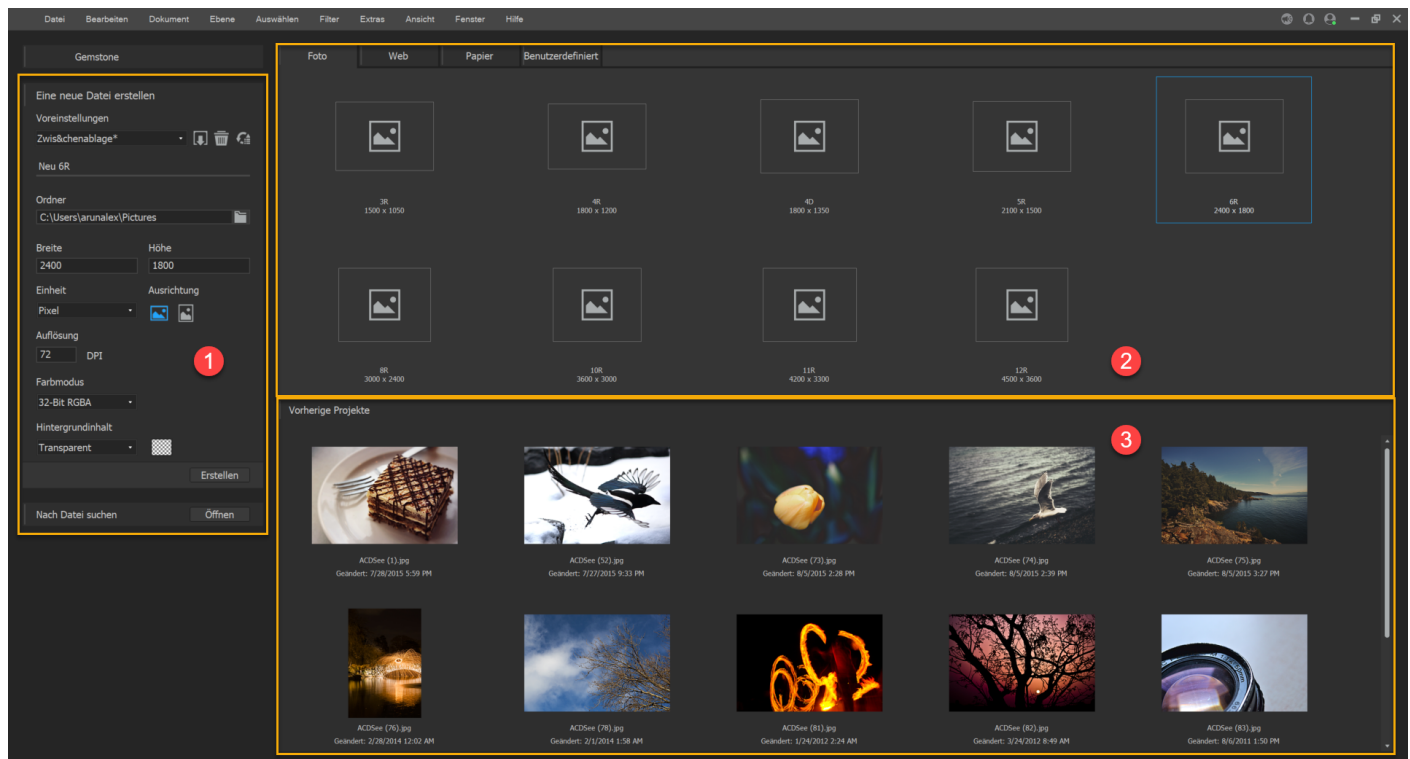 Datei Bearbeiten Dokument Ebene Auswählen Filter Extras Ansicht Fenster Hilfe
Gemstone
Eine neue Datei erstellen
Voreinstellungen
Zwis&chenablage*
Neu 6R
Ordner
C:\Users\arunalex\Pictures
Breite Höhe
2400 1800
Einheit Ausrichtung
Pixel
Auflösung
72 DPI
1
Farbmodus
32-Bit RGBA
Hintergrundinhalt
Transparent
Erstellen
Nach Datei suchen Öffnen
Foto Web Papier Benutzerdefiniert
3R 4R 4D 5R 6R
1500 x 1050 1800 x 1200 1800 x 1350 2100 x 1500 2400 x 1800
2
8R 10R 11R 12R
3000 x 2400 3600 x 3000 4200 x 3300 4500 x 3600
Vorherige Projekte
3
ACDSee (1).jpg ACDSee (52).jpg ACDSee (73).jpg ACDSee (74).jpg ACDSee (75).jpg
Geändert: 7/28/2015 5:59 PM Geändert: 7/27/2015 9:33 PM Geändert: 8/5/2015 2:28 PM Geändert: 8/5/2015 2:39 PM Geändert: 8/5/2015 3:27 PM
ACDSee (76).jpg ACDSee (78).jpg ACDSee (81).jpg ACDSee (82).jpg ACDSee (83).jpg
Geändert: 2/28/2014 12:02 AM Geändert: 2/1/2014 1:58 AM Geändert: 1/24/2012 2:24 AM Geändert: 3/24/2012 8:49 AM Geändert: 8/6/2011 1:50 PM